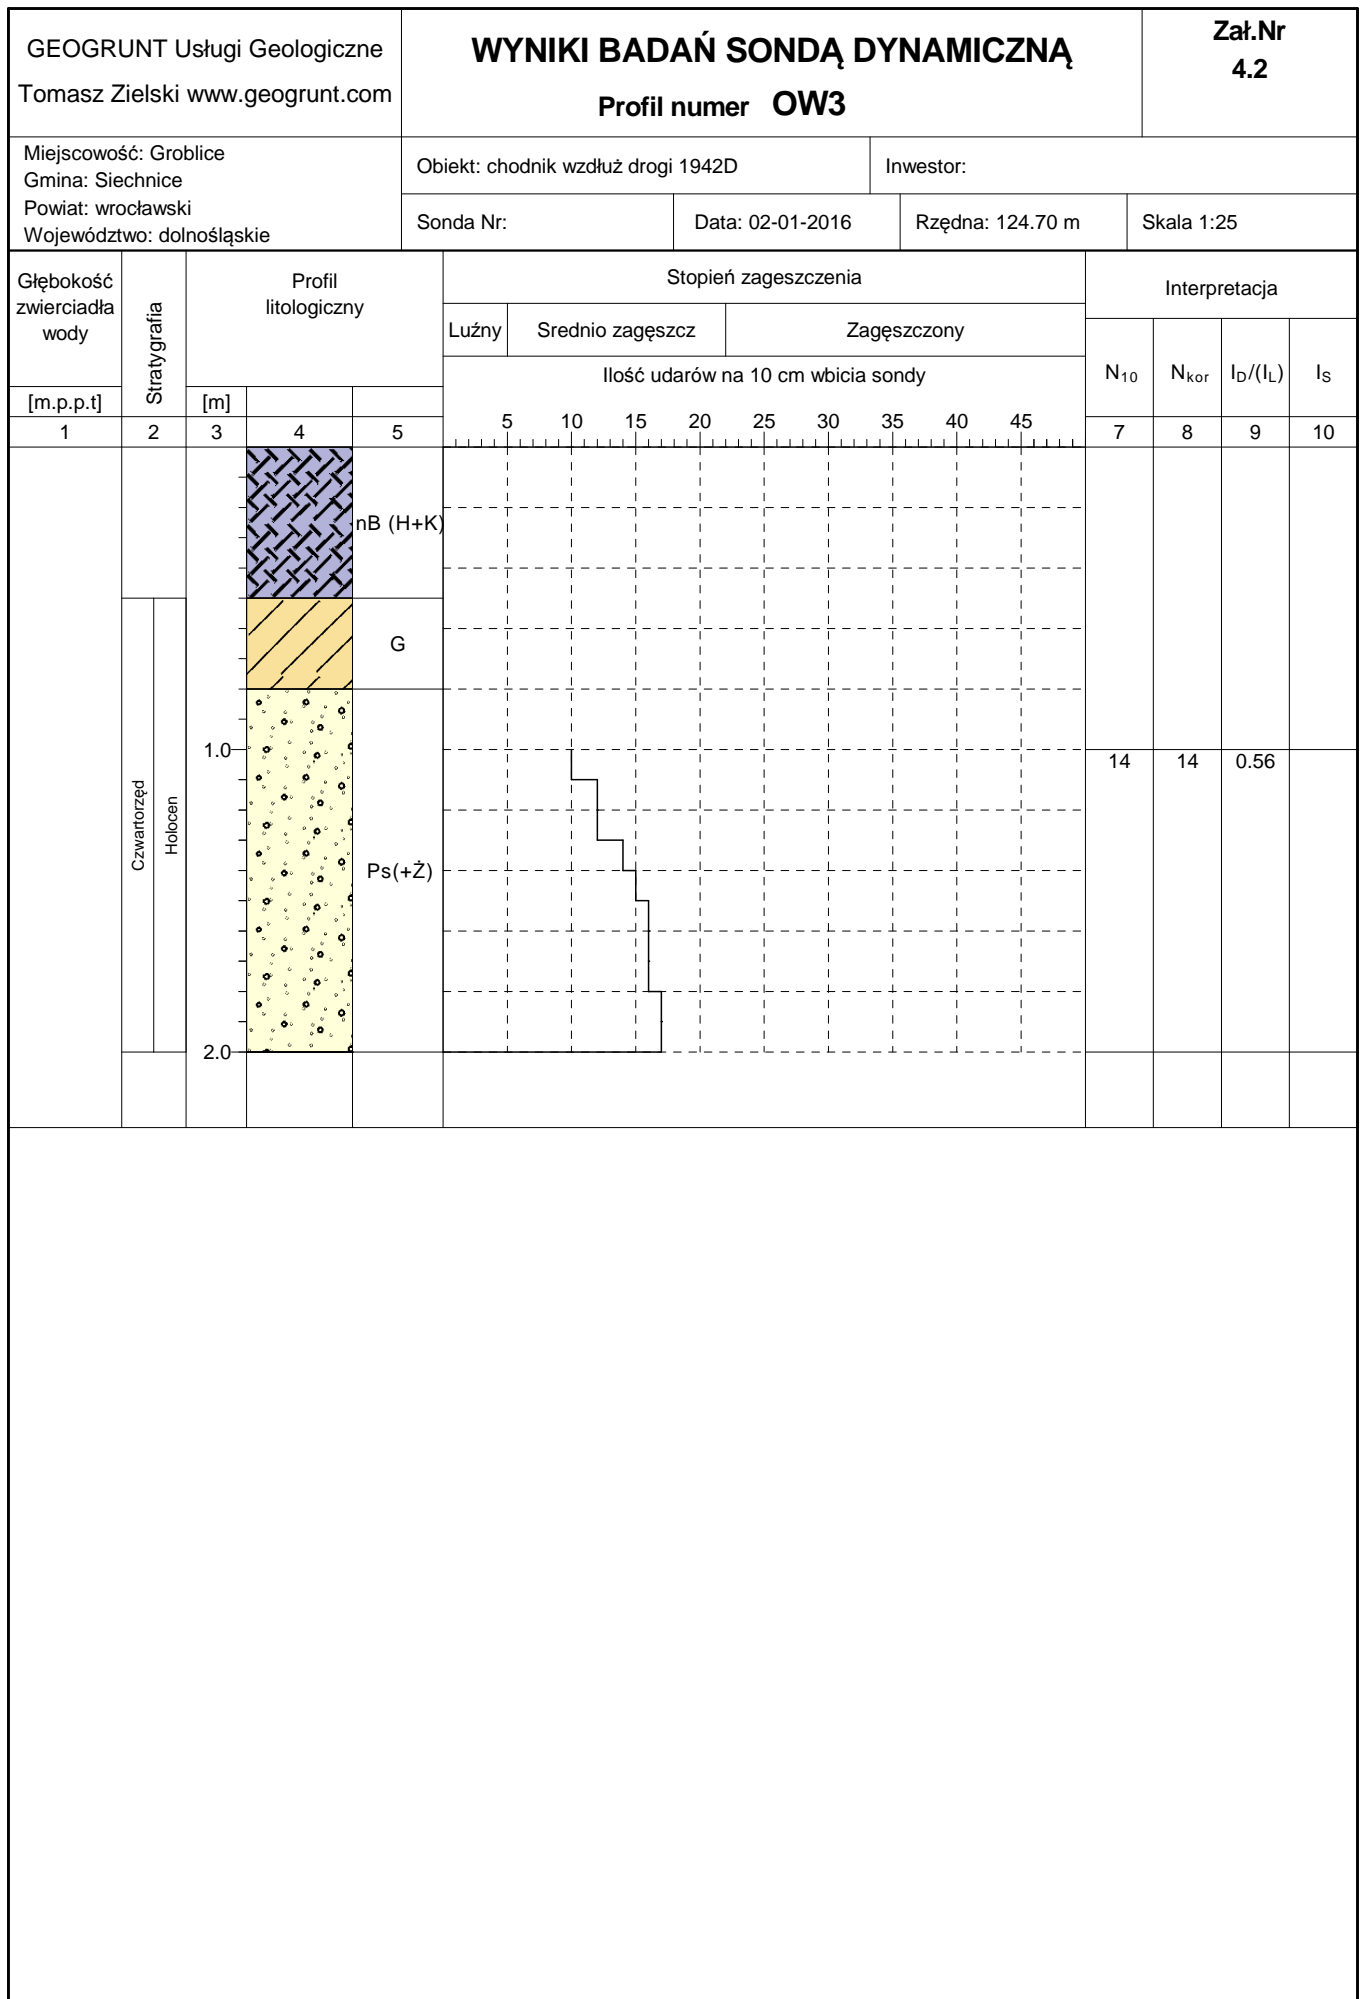 GEOGRUNT Usługi Geologiczne
Tomasz Zielski www.geogrunt.com
WYNIKI BADAŃ SONDĄ DYNAMICZNĄ
Profil numer OW3
Zał.Nr
4.2
Miejscowość: Groblice
Gmina: Siechnice
Powiat: wrocławski
Województwo: dolnośląskie
Obiekt: chodnik wzdłuż drogi 1942D
Inwestor:
Sonda Nr:
Data: 02-01-2016
Rzędna: 124.70 m
Skala 1:25
Głębokość
zwierciadła
wody
[m.p.p.t]
Stratygrafia
Profil
litologiczny
[m]
Stopień zageszczenia
Luźny
Srednio zagęszcz
Zagęszczony
Ilość udarów na 10 cm wbicia sondy
5 10 15 20 25 30 35 40 45
Interpretacja
N10 Nkor ID/(IL) IS
1 2 3 4 5 7 8 9 10
nB (H+K)
G
1.0
14 14 0.56
Czwartorzęd
Holocen
Ps(+Ż)
2.0